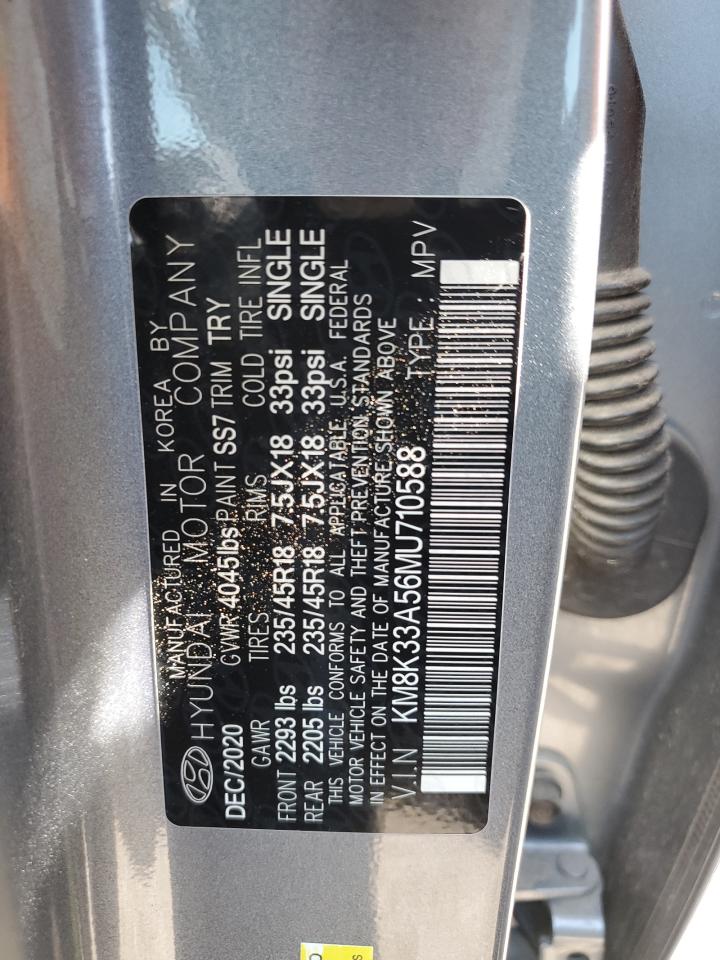 MANUFACTURED IN KOREA BY
HYUNDAI MOTOR COMPANY
DEC/2020 GVWR 4045lbs PAINT SS7 TRIM TRY
GAWR TIRES RIMS COLD TIRE INFL
FRONT 2293 lbs 235/45R18 7.5JX18 33psi SINGLE
REAR 2205 lbs 235/45R18 7.5JX18 33psi SINGLE
THIS VEHICLE CONFORMS TO ALL APPLICATABLE U.S.A. FEDERAL
MOTOR VEHICLE SAFETY AND THEFT PREVENTION STANDARDS
IN EFFECT ON THE DATE OF MANUFACTURE SHOWN ABOVE
V.I.N KM8K33A56MU710588 TYPE : MPV